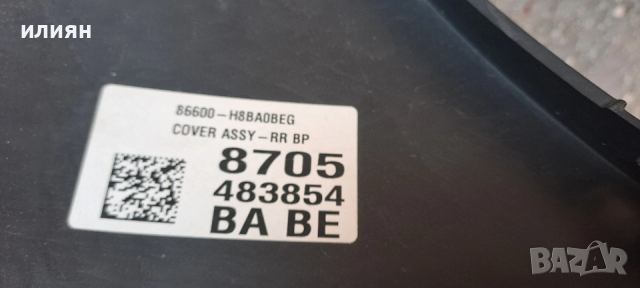 илиян
86600-H8BA0BEG
COVER ASSY-RR BP
8705
483854
BA BE
BAZAR